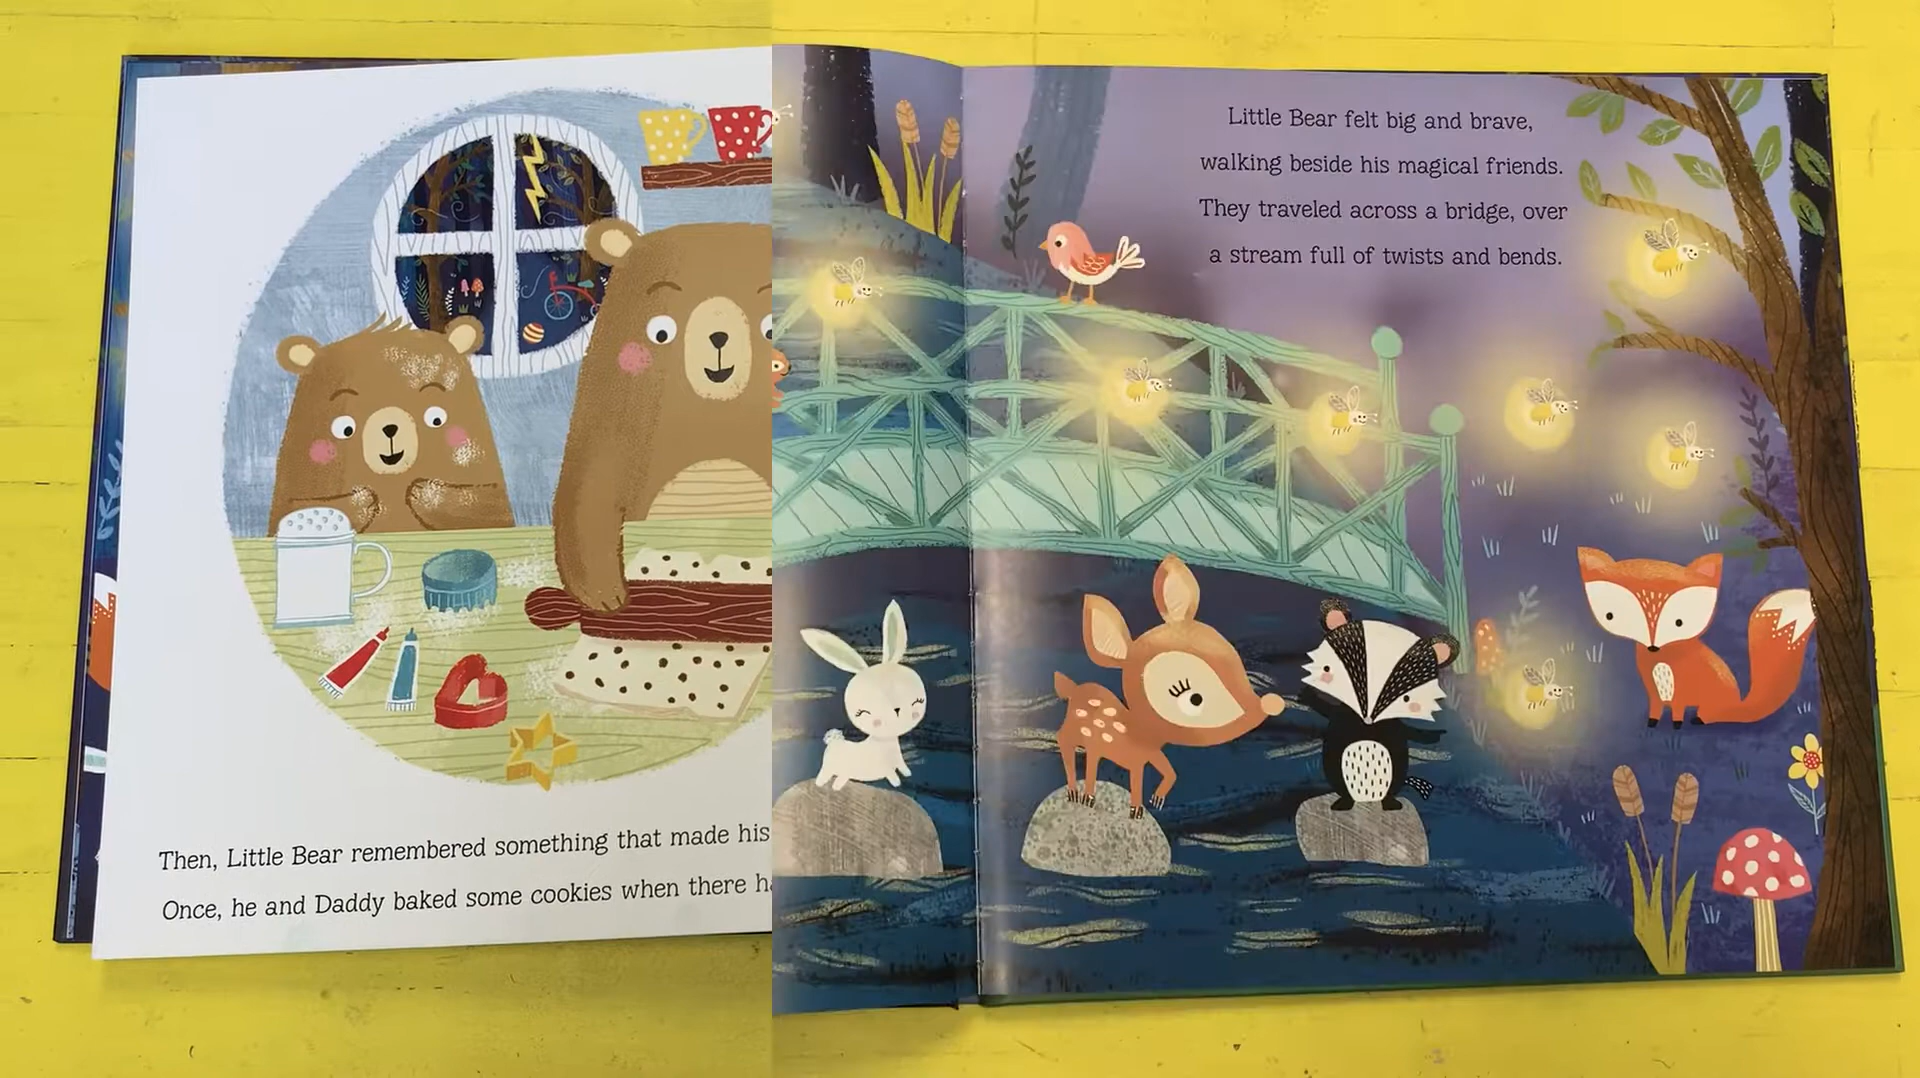 Then, Little Bear remembered something that made his
Once, he and Daddy baked some cookies when there
Little Bear felt big and brave,
walking beside his magical friends.
They traveled across a bridge, over
a stream full of twists and bends.